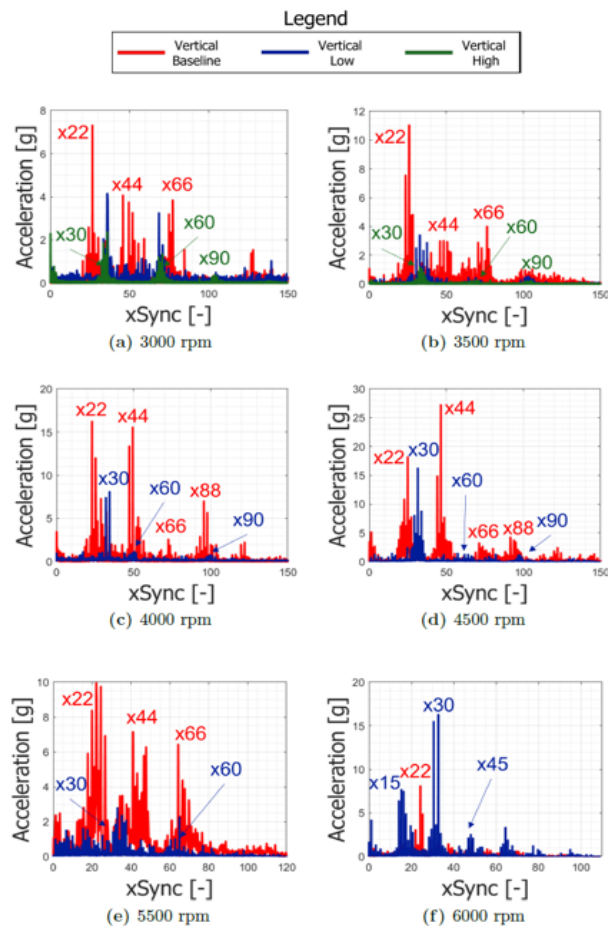 Legend
Vertical Baseline
Vertical Low
Vertical High
Acceleration [g]
8
6
4
2
0
x22
x44
x66
x30
x60
x90
0 50 100 150
xSync [-]
(a) 3000 rpm
Acceleration [g]
12
10
8
6
4
2
0
x22
x44
x66
x30
x60
x90
0 50 100 150
xSync [-]
(b) 3500 rpm
Acceleration [g]
20
15
10
5
0
x22
x44
x30
x60
x88
x66
x90
0 50 100 150
xSync [-]
(c) 4000 rpm
Acceleration [g]
30
25
20
15
10
5
0
x44
x30
x22
x60
x66
x88
x90
0 50 100 150
xSync [-]
(d) 4500 rpm
Acceleration [g]
10
8
6
4
2
0
x22
x44
x66
x30
x60
0 20 40 60 80 100 120
xSync [-]
(e) 5500 rpm
Acceleration [g]
20
15
10
5
0
x30
x15
x22
x45
0 20 40 60 80 100
xSync [-]
(f) 6000 rpm